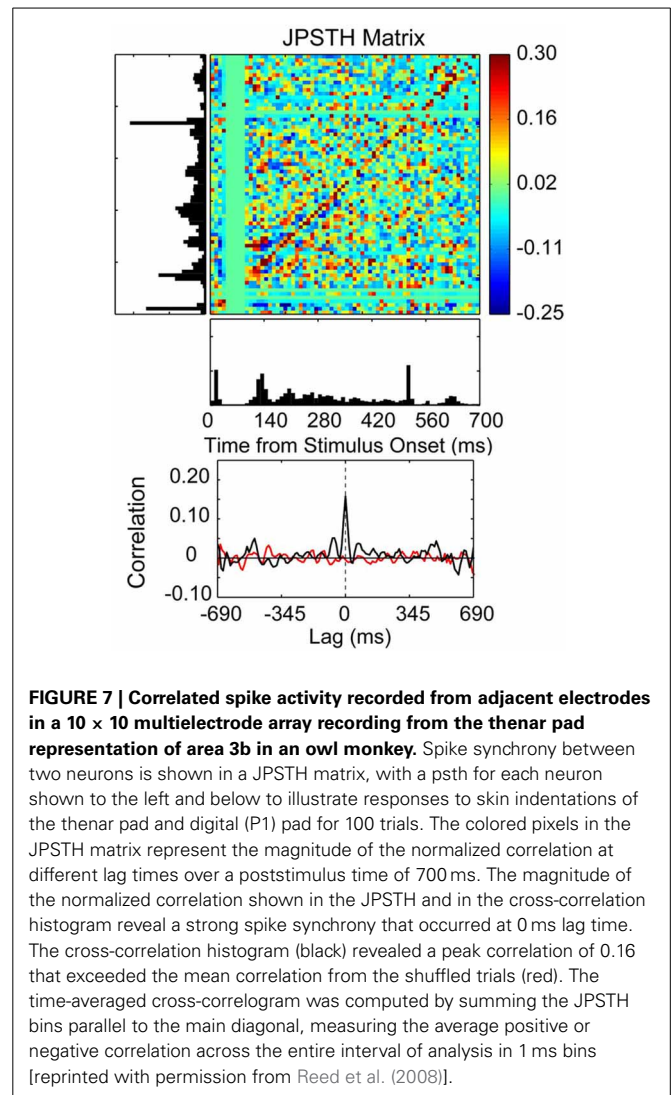 JPSTH Matrix
0.30
0.16
0.02
-0.11
-0.25
0 140 280 420 560 700
Time from Stimulus Onset (ms)
Correlation
0.20
0.10
0
-0.10
-690 -345 0 345 690
Lag (ms)
FIGURE 7 | Correlated spike activity recorded from adjacent electrodes
in a 10 × 10 multielectrode array recording from the thenar pad
representation of area 3b in an owl monkey. Spike synchrony between
two neurons is shown in a JPSTH matrix, with a psth for each neuron
shown to the left and below to illustrate responses to skin indentations of
the thenar pad and digital (P1) pad for 100 trials. The colored pixels in the
JPSTH matrix represent the magnitude of the normalized correlation at
different lag times over a poststimulus time of 700 ms. The magnitude of
the normalized correlation shown in the JPSTH and in the cross-correlation
histogram reveal a strong spike synchrony that occurred at 0 ms lag time.
The cross-correlation histogram (black) revealed a peak correlation of 0.16
that exceeded the mean correlation from the shuffled trials (red). The
time-averaged cross-correlogram was computed by summing the JPSTH
bins parallel to the main diagonal, measuring the average positive or
negative correlation across the entire interval of analysis in 1 ms bins
[reprinted with permission from Reed et al. (2008)].